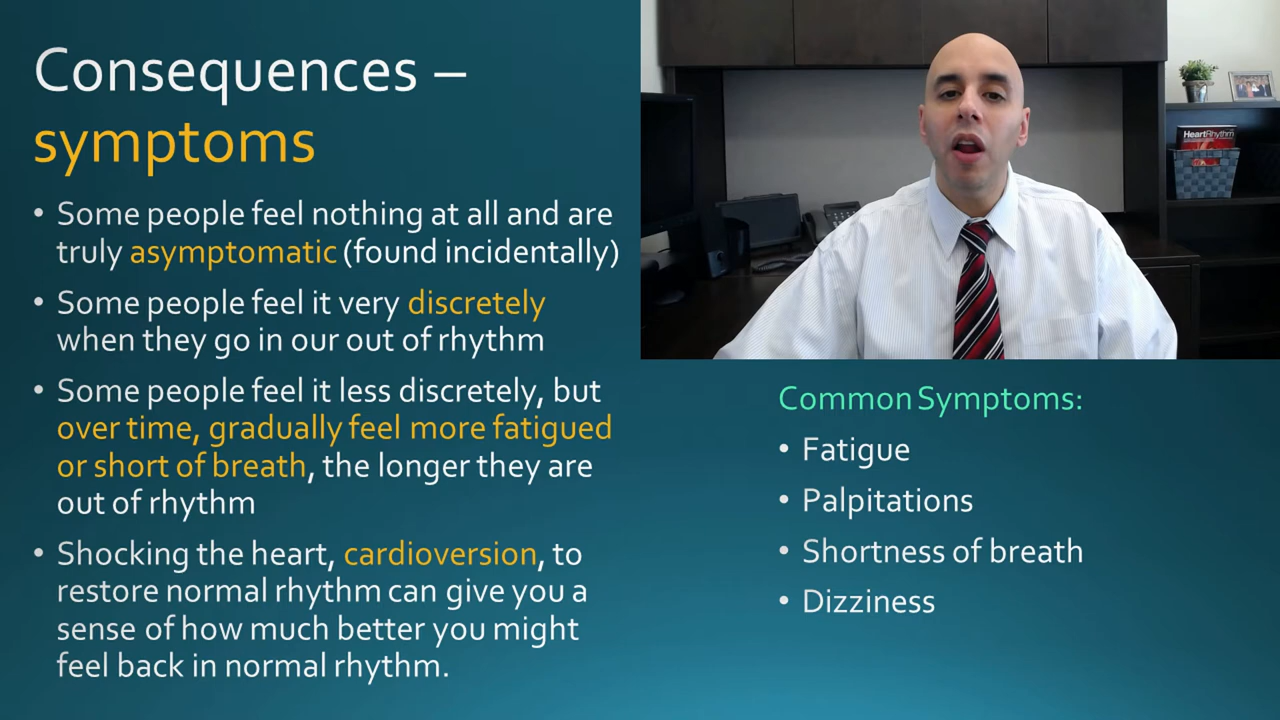 Consequences –
symptoms
• Some people feel nothing at all and are
truly asymptomatic (found incidentally)
• Some people feel it very discretely
when they go in our out of rhythm
• Some people feel it less discretely, but
over time, gradually feel more fatigued
or short of breath, the longer they are
out of rhythm
• Shocking the heart, cardioversion, to
restore normal rhythm can give you a
sense of how much better you might
feel back in normal rhythm.
HeartRhythm
Common Symptoms:
• Fatigue
• Palpitations
• Shortness of breath
• Dizziness